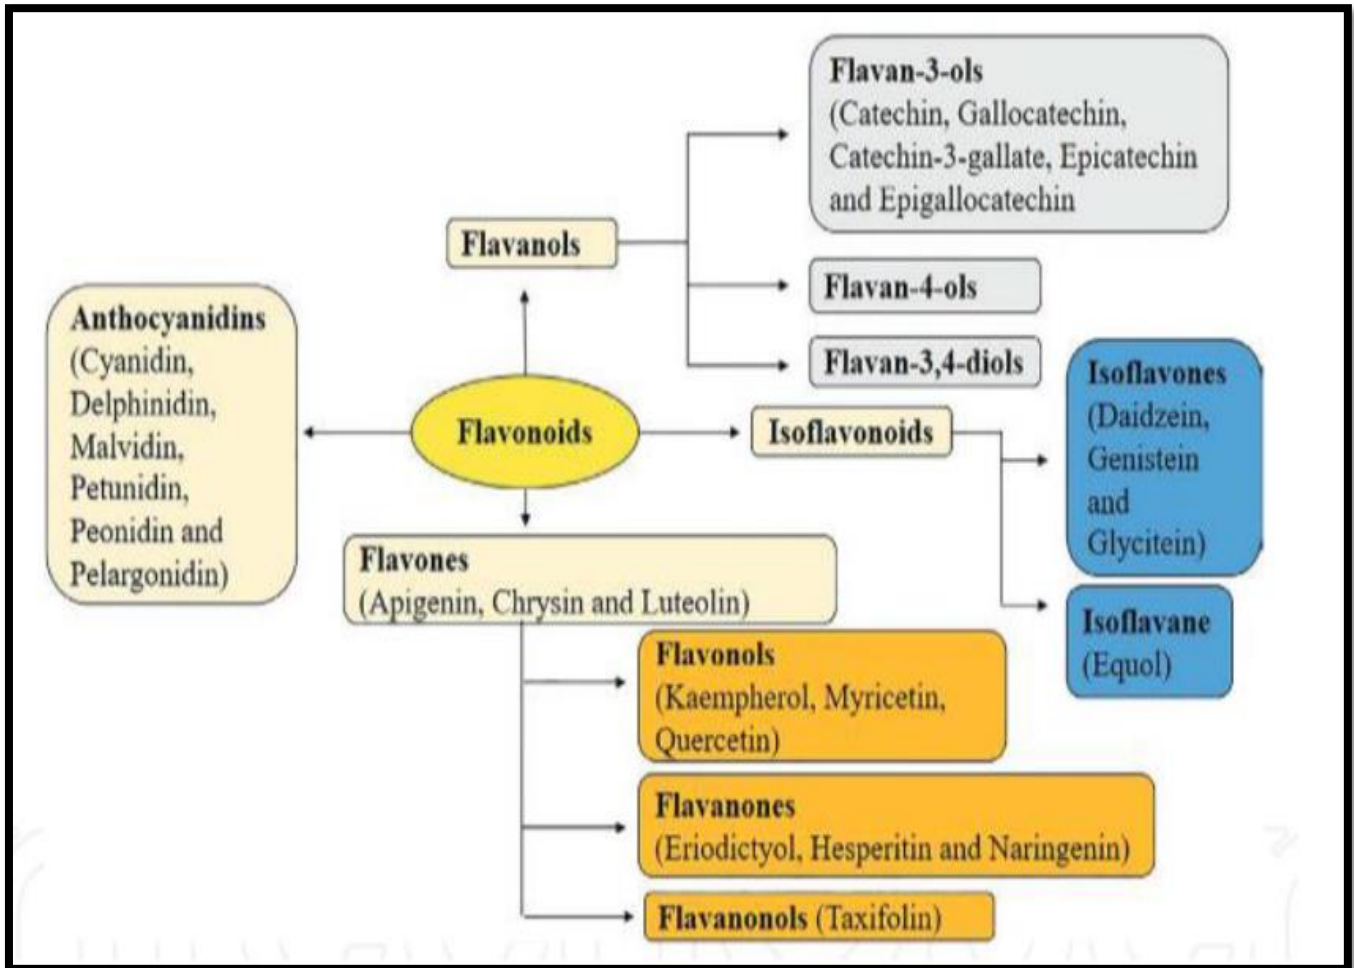 Flavan-3-ols
(Catechin, Gallocatechin,
Catechin-3-gallate, Epicatechin
and Epigallocatechin
Flavanols
Flavan-4-ols
Flavan-3,4-diols
Anthocyanidins
(Cyanidin,
Delphinidin,
Malvidin,
Petunidin,
Peonidin and
Pelargonidin)
Flavonoids
Isoflavonoids
Isoflavones
(Daidzein,
Genistein
and
Glycitein)
Isoflavane
(Equol)
Flavones
(Apigenin, Chrysin and Luteolin)
Flavonols
(Kaempherol, Myricetin,
Quercetin)
Flavanones
(Eriodictyol, Hesperitin and Naringenin)
Flavanonols (Taxifolin)